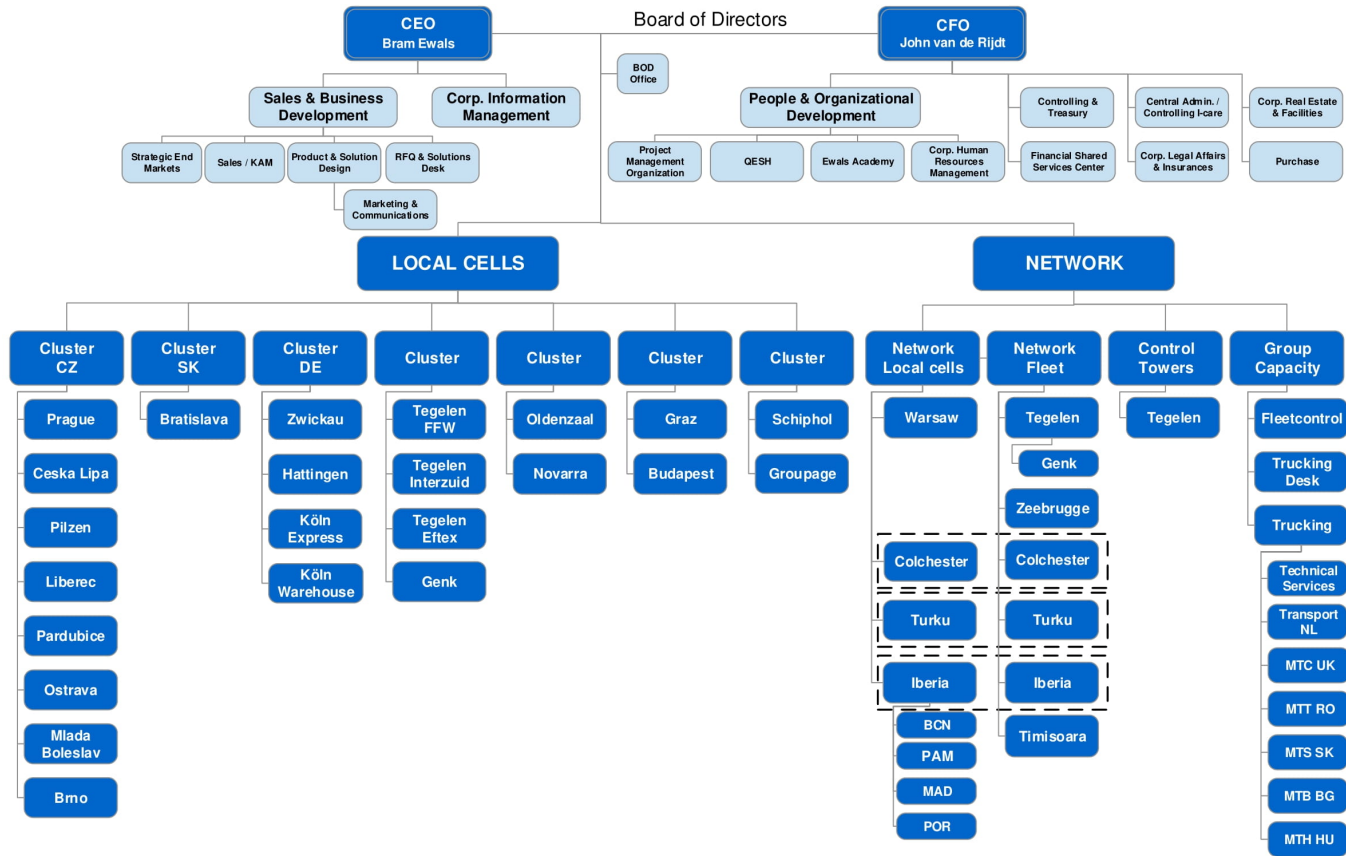 Board of Directors
CEO
Bram Ewals
CFO
John van de Rijdt
BOD
Office
Sales & Business
Development
Corp. Information
Management
People & Organizational
Development
Controlling &
Treasury
Central Admin. /
Controlling I-care
Corp. Real Estate
& Facilities
Strategic End
Markets
Sales / KAM
Product & Solution
Design
RFQ & Solutions
Desk
Project
Management
Organization
QESH
Ewals Academy
Corp. Human
Resources
Management
Financial Shared
Services Center
Corp. Legal Affairs
& Insurances
Purchase
Marketing &
Communications
LOCAL CELLS
NETWORK
Cluster
CZ
Cluster
SK
Cluster
DE
Cluster
Cluster
Cluster
Cluster
Network
Local cells
Network
Fleet
Control
Towers
Group
Capacity
Prague
Ceska Lipa
Pilzen
Liberec
Pardubice
Ostrava
Mlada
Boleslav
Brno
Bratislava
Zwickau
Hattingen
Köln
Express
Köln
Warehouse
Tegelen
FFW
Tegelen
Interzuid
Tegelen
Eftex
Genk
Oldenzaal
Novarra
Graz
Budapest
Schiphol
Groupage
Warsaw
Colchester
Turku
Iberia
BCN
PAM
MAD
POR
Tegelen
Genk
Zeebrugge
Colchester
Turku
Iberia
Timisoara
Tegelen
Fleetcontrol
Trucking
Desk
Trucking
Technical
Services
Transport
NL
MTC UK
MTT RO
MTS SK
MTB BG
MTH HU